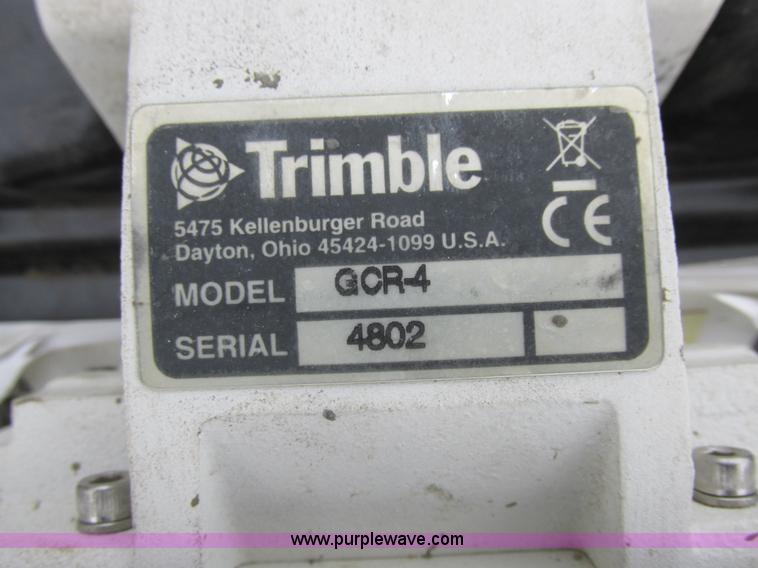 Trimble
5475 Kellenburger Road
Dayton, Ohio 45424-1099 U.S.A.
CE
MODEL GCR-4
SERIAL 4802
www.purplewave.com